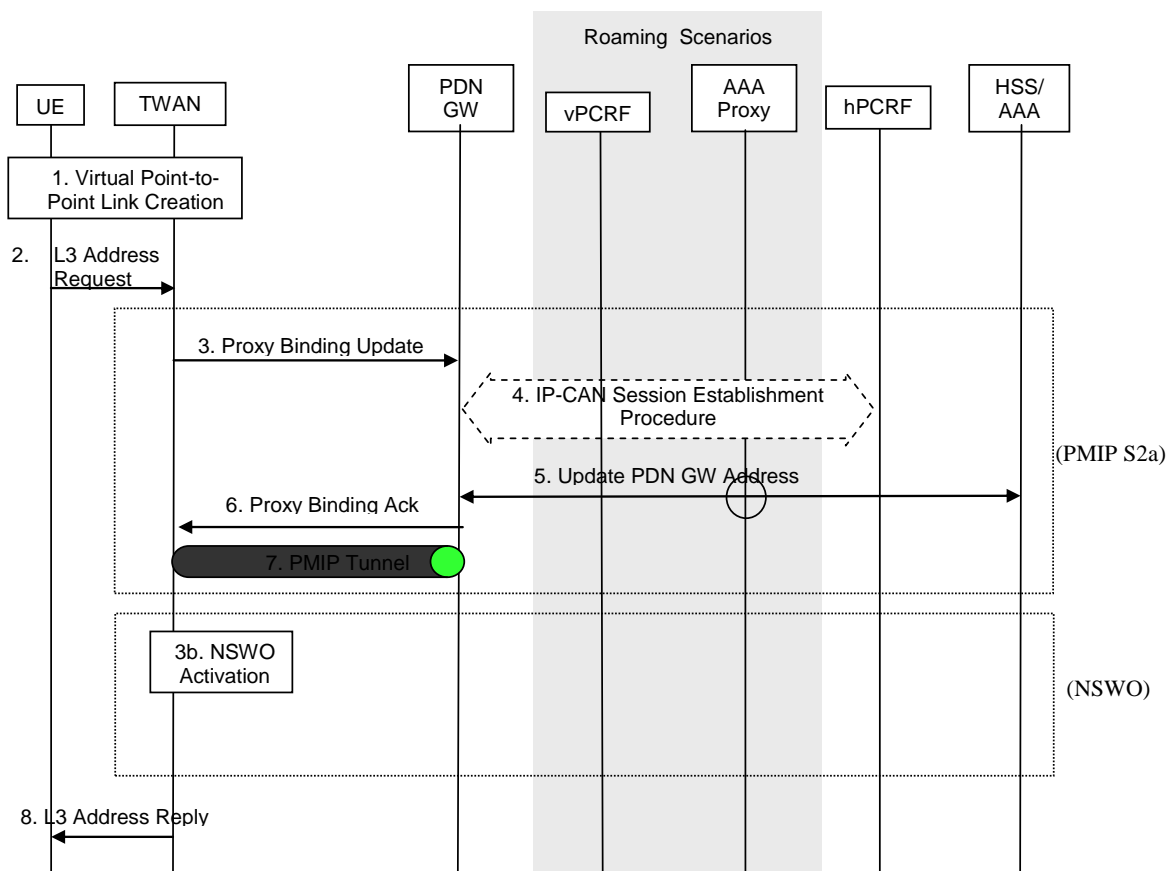 Roaming Scenarios
UE
TWAN
PDN
GW
vPCRF
AAA
Proxy
hPCRF
HSS/
AAA
1. Virtual Point-to-
Point Link Creation
2. L3 Address
Request
3. Proxy Binding Update
4. IP-CAN Session Establishment
Procedure
(PMIP S2a)
5. Update PDN GW Address
6. Proxy Binding Ack
7. PMIP Tunnel
3b. NSWO
Activation
(NSWO)
8. L3 Address Reply